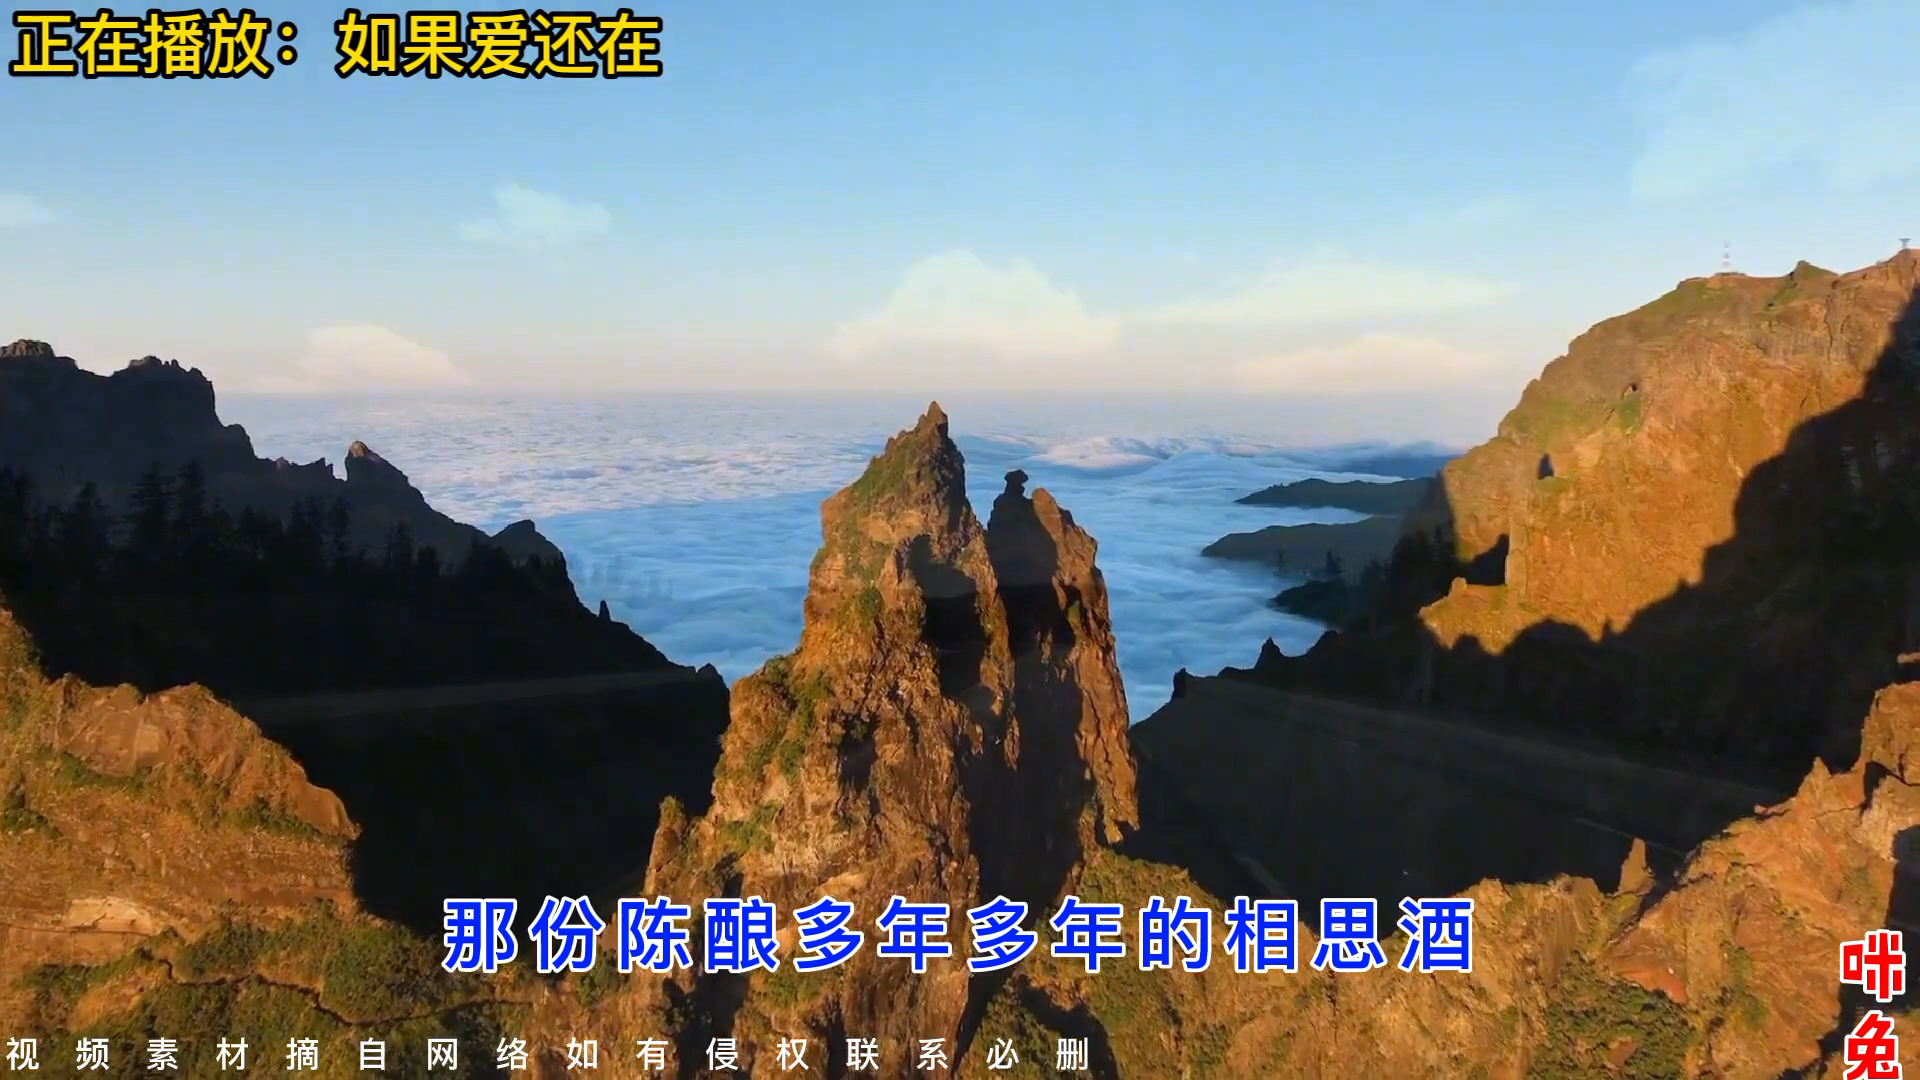 正在播放：如果爱还在
那份陈酿多年多年的相思酒
咪兔
视频素材摘自网络如有侵权联系必删